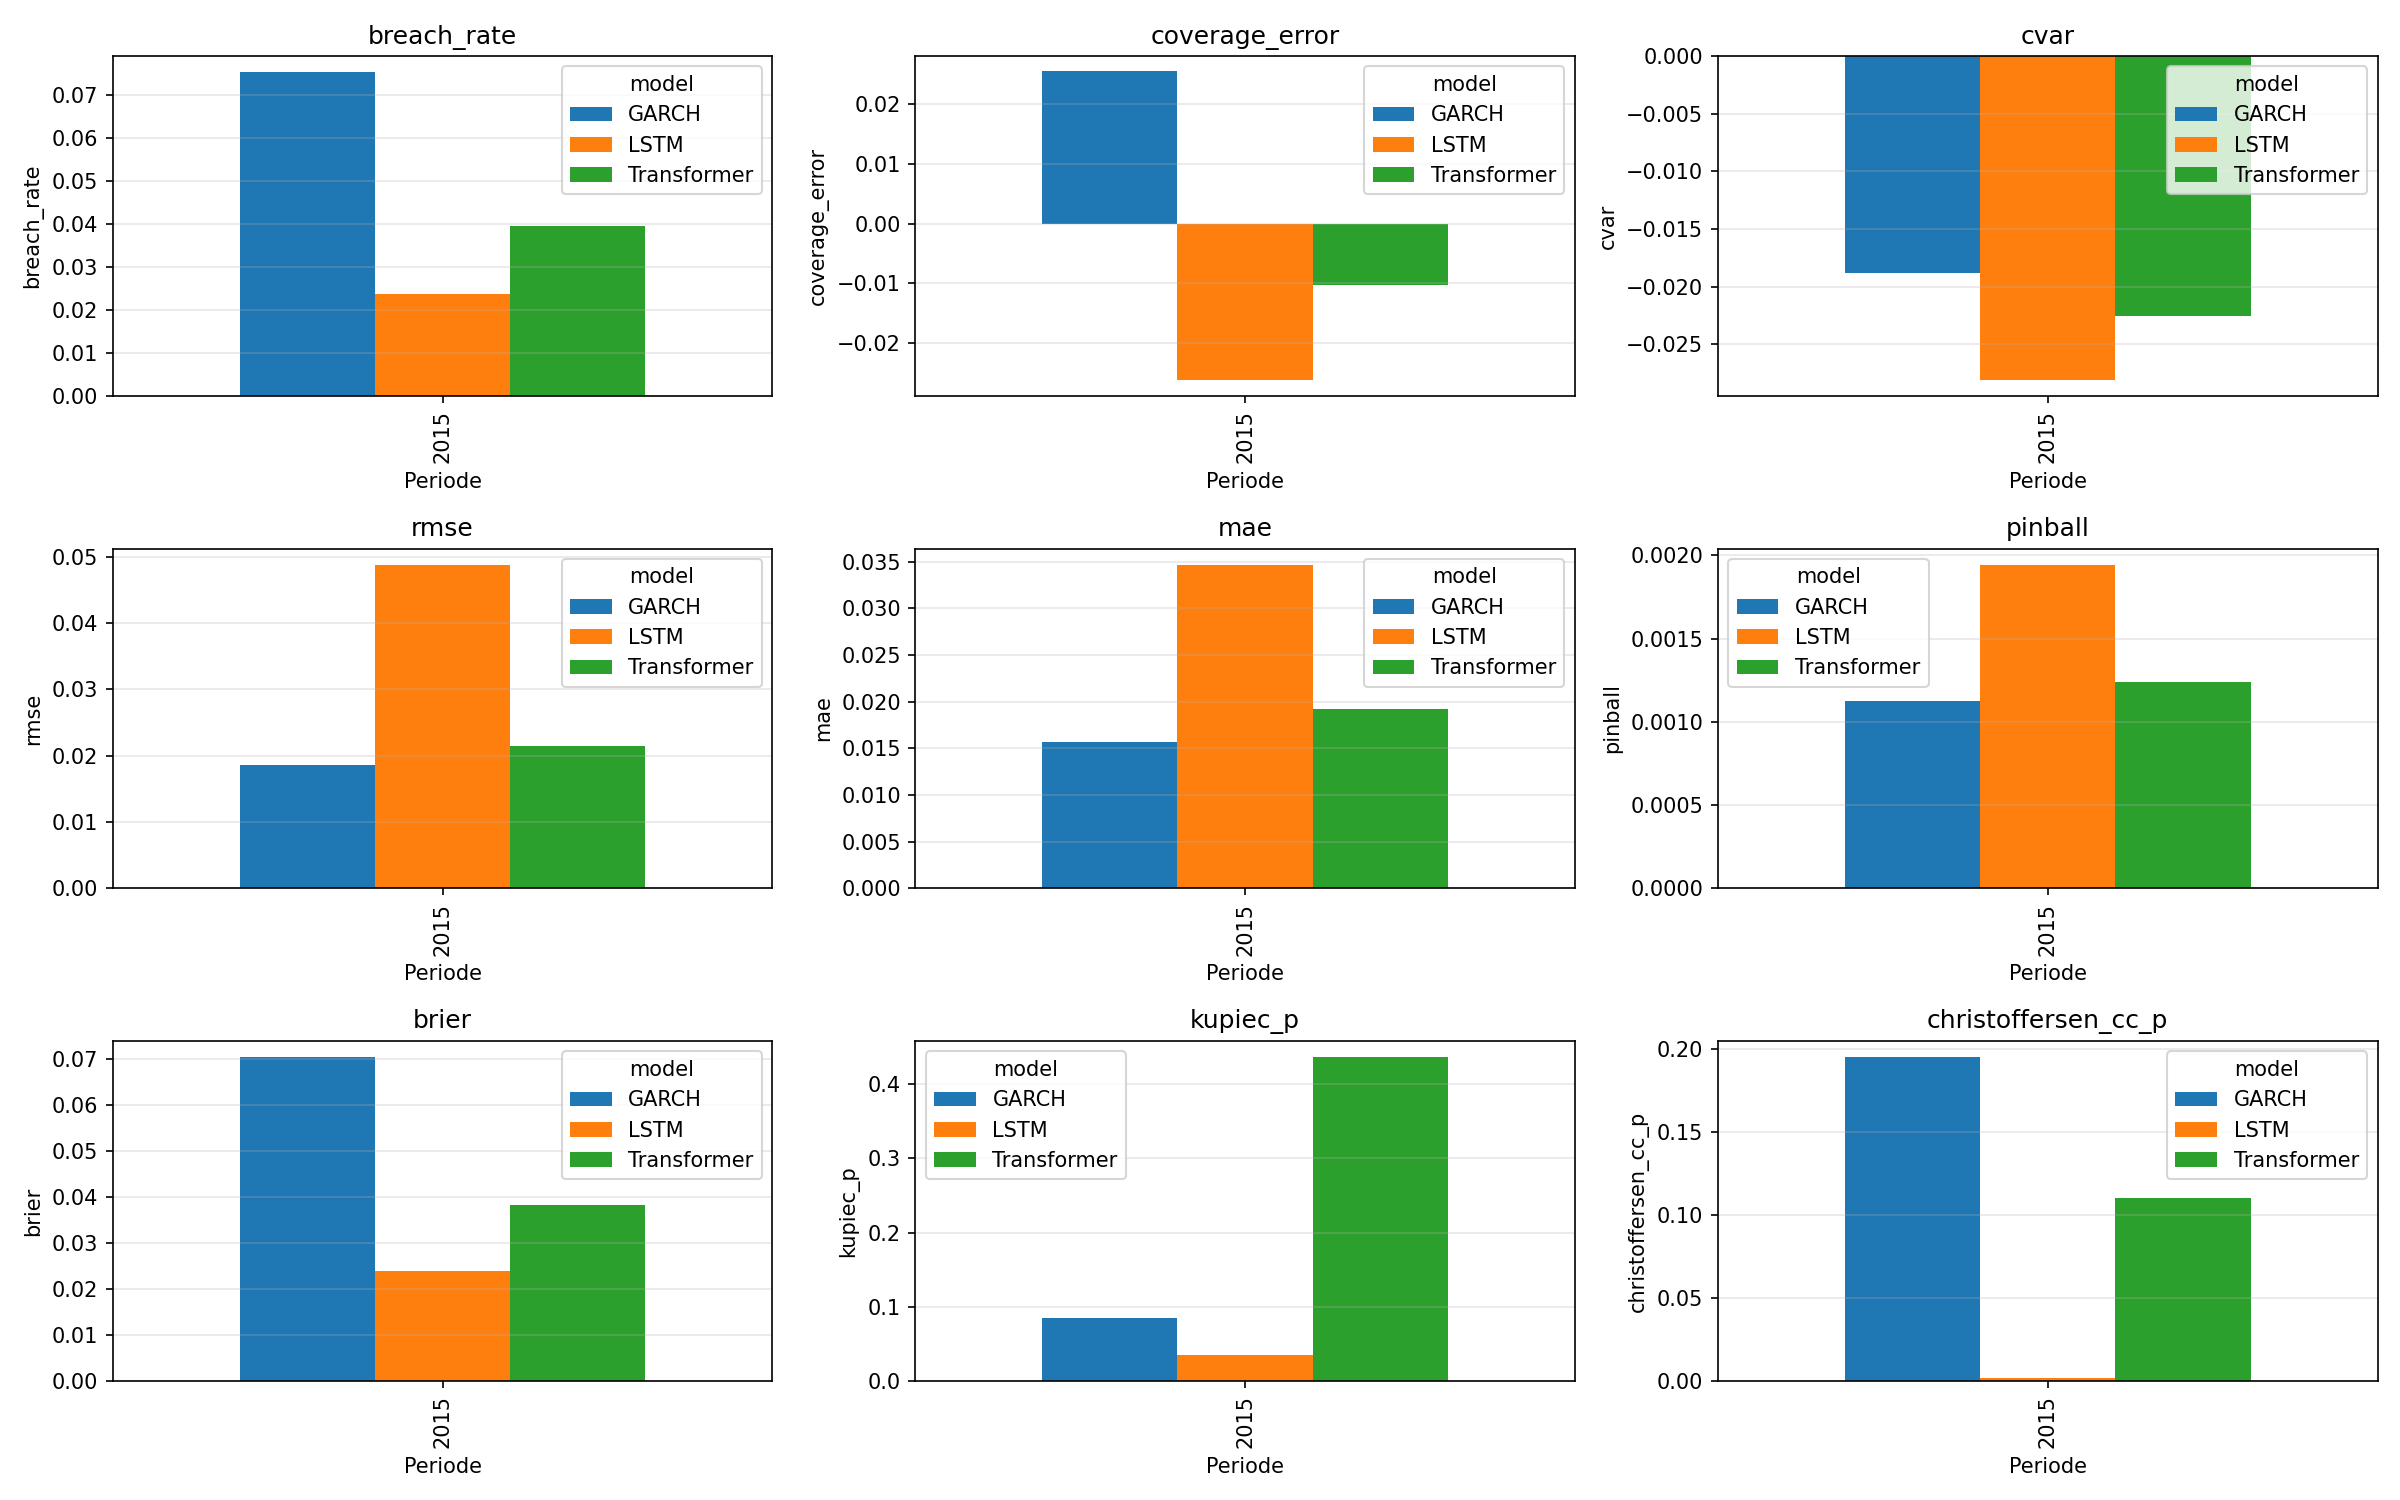 breach_rate
breach_rate
0.07
0.06
0.05
0.04
0.03
0.02
0.01
0.00
model
GARCH
LSTM
Transformer
2015
Periode
coverage_error
coverage_error
0.02
0.01
0.00
−0.01
−0.02
model
GARCH
LSTM
Transformer
2015
Periode
cvar
cvar
0.000
−0.005
−0.010
−0.015
−0.020
−0.025
model
GARCH
LSTM
Transformer
2015
Periode
rmse
rmse
0.05
0.04
0.03
0.02
0.01
0.00
model
GARCH
LSTM
Transformer
2015
Periode
mae
mae
0.035
0.030
0.025
0.020
0.015
0.010
0.005
0.000
model
GARCH
LSTM
Transformer
2015
Periode
pinball
pinball
0.0020
0.0015
0.0010
0.0005
0.0000
model
GARCH
LSTM
Transformer
2015
Periode
brier
brier
0.07
0.06
0.05
0.04
0.03
0.02
0.01
0.00
model
GARCH
LSTM
Transformer
2015
Periode
kupiec_p
kupiec_p
0.4
0.3
0.2
0.1
0.0
model
GARCH
LSTM
Transformer
2015
Periode
christoffersen_cc_p
christoffersen_cc_p
0.20
0.15
0.10
0.05
0.00
model
GARCH
LSTM
Transformer
2015
Periode